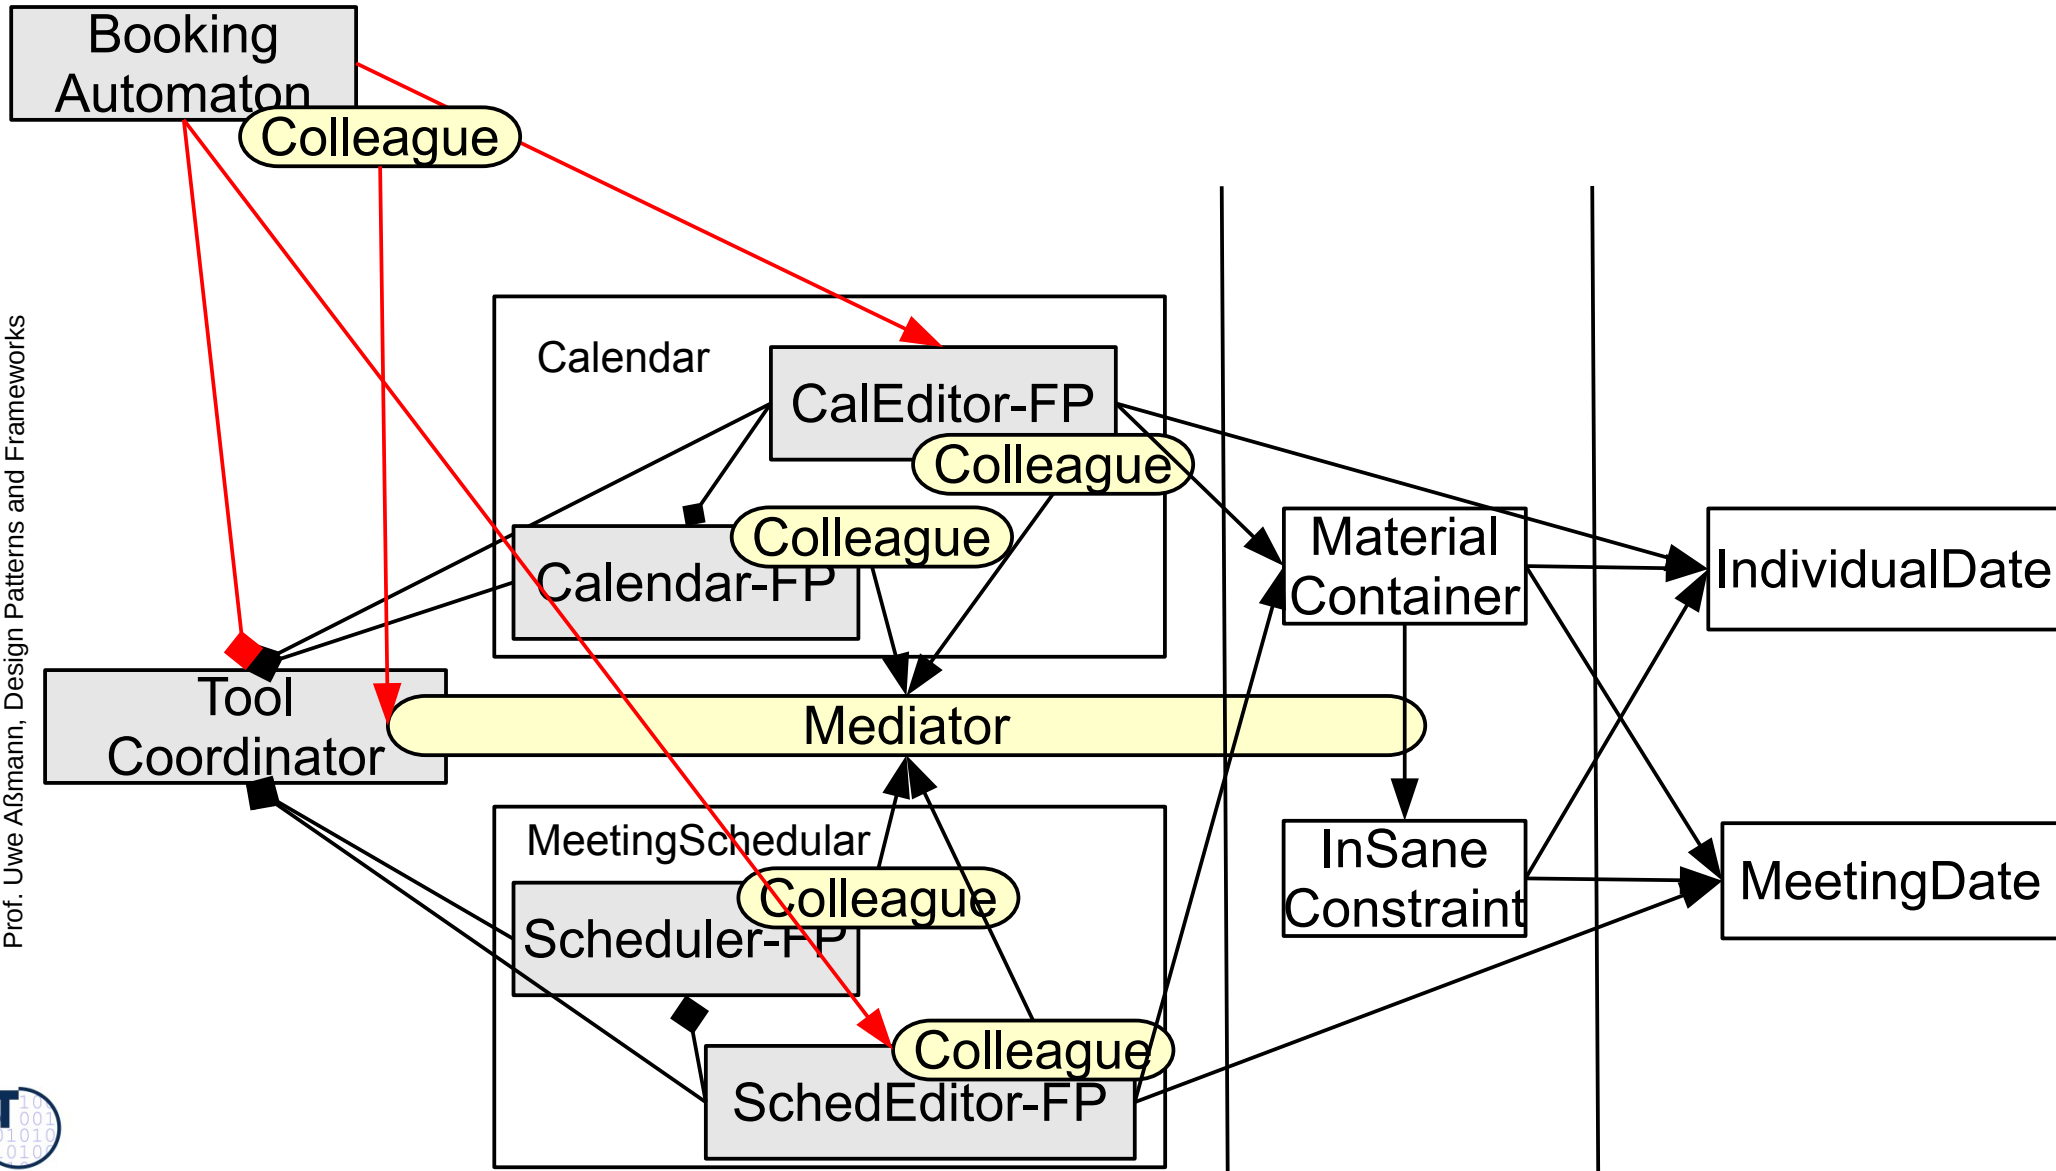 Booking
Automaton
Colleague
Calendar
CalEditor-FP
Colleague
Colleague
Calendar-FP
Material
Container
IndividualDate
Tool
Coordinator
Mediator
MeetingSchedular
Colleague
Scheduler-FP
InSane
Constraint
MeetingDate
Colleague
SchedEditor-FP
Prof. Uwe Aßmann, Design Patterns and Frameworks